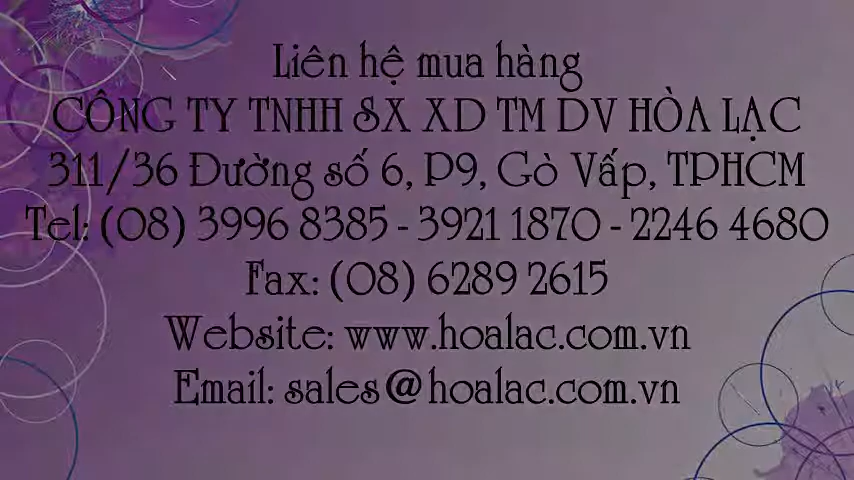 Liên hệ mua hàng
CÔNG TY TNHH SX XD TM DV HÒA LẠC
311/36 Đường số 6, P9, Gò Vấp, TPHCM
Tel: (08) 3996 8385 - 3921 1870 - 2246 4680
Fax: (08) 6289 2615
Website: www.hoalac.com.vn
Email: sales@hoalac.com.vn